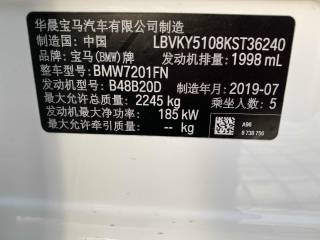 华晨宝马汽车有限公司制造
制造国: 中国 LBVKY5108KST36240
品牌: 宝马(BMW)牌 发动机排量: 1998 mL
整车型号: BMW7201FN
发动机型号: B48B20D 制造年月: 2019-07
最大允许总质量: 2245 kg 乘坐人数: 5
发动机最大净功率: 185 kW
最大允许牵引质量: -- kg
A96
8 738 756